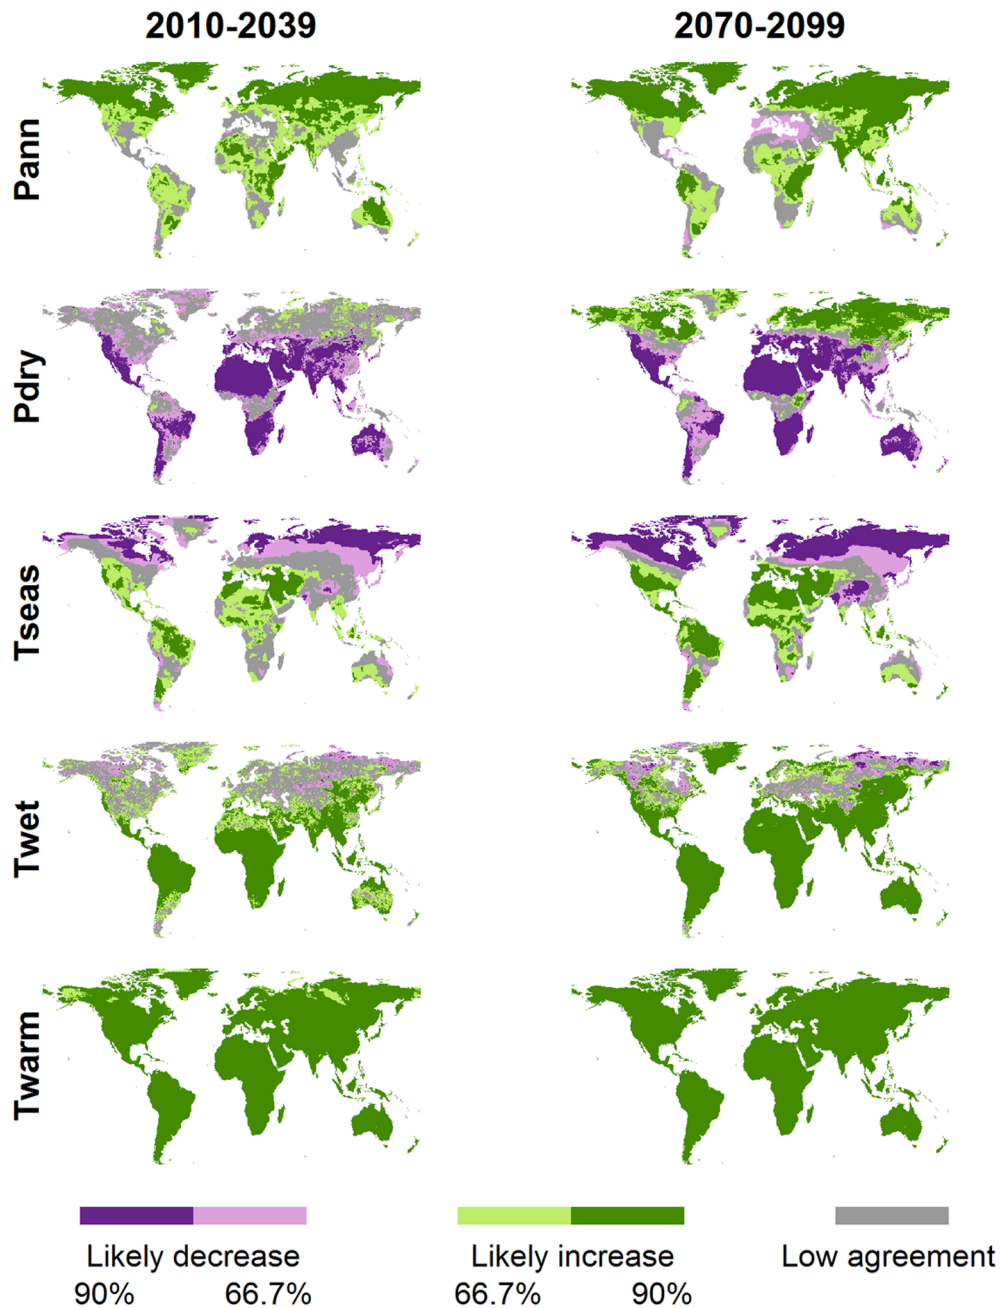 2010-2039 2070-2099
Pann
Pdry
Tseas
Twet
Twarm
Likely decrease Likely increase Low agreement
90% 66.7% 66.7% 90%